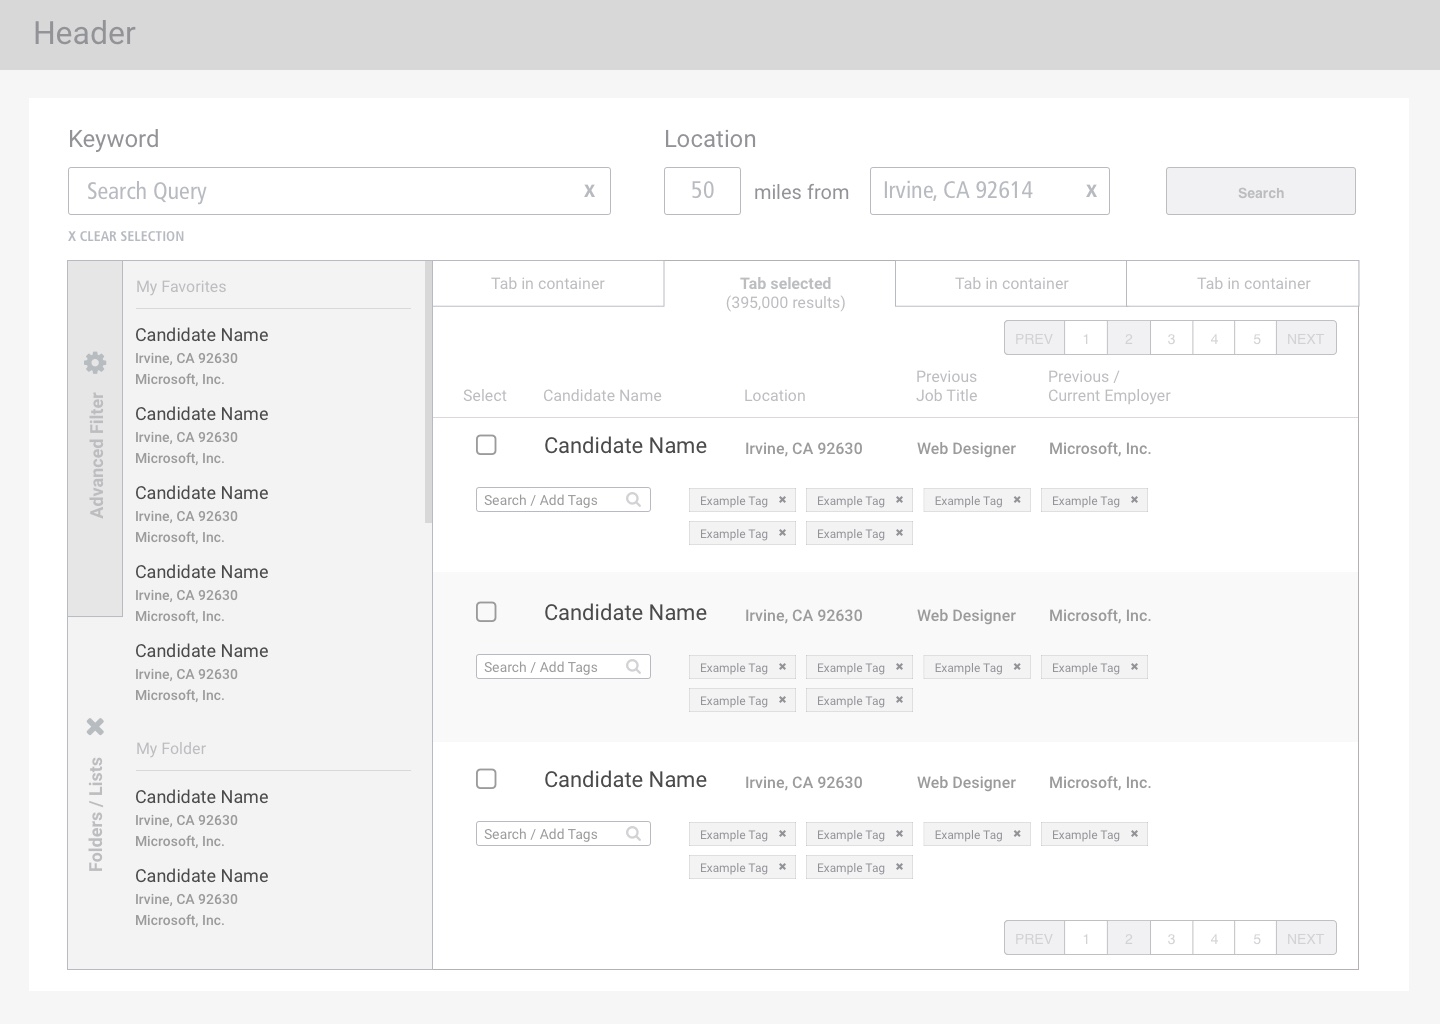 Header
Keyword
Location
Search Query X
50 miles from Irvine, CA 92614 X
Search
X CLEAR SELECTION
Advanced Filter
Folders / Lists
My Favorites
Candidate Name
Irvine, CA 92630
Microsoft, Inc.
Candidate Name
Irvine, CA 92630
Microsoft, Inc.
Candidate Name
Irvine, CA 92630
Microsoft, Inc.
Candidate Name
Irvine, CA 92630
Microsoft, Inc.
Candidate Name
Irvine, CA 92630
Microsoft, Inc.
My Folder
Candidate Name
Irvine, CA 92630
Microsoft, Inc.
Candidate Name
Irvine, CA 92630
Microsoft, Inc.
Tab in container
Tab selected
(395,000 results)
Tab in container
Tab in container
PREV 1 2 3 4 5 NEXT
Select
Candidate Name
Location
Previous
Job Title
Previous /
Current Employer
Candidate Name Irvine, CA 92630 Web Designer Microsoft, Inc.
Search / Add Tags
Example Tag Example Tag Example Tag Example Tag
Example Tag Example Tag
Candidate Name Irvine, CA 92630 Web Designer Microsoft, Inc.
Search / Add Tags
Example Tag Example Tag Example Tag Example Tag
Example Tag Example Tag
Candidate Name Irvine, CA 92630 Web Designer Microsoft, Inc.
Search / Add Tags
Example Tag Example Tag Example Tag Example Tag
Example Tag Example Tag
PREV 1 2 3 4 5 NEXT